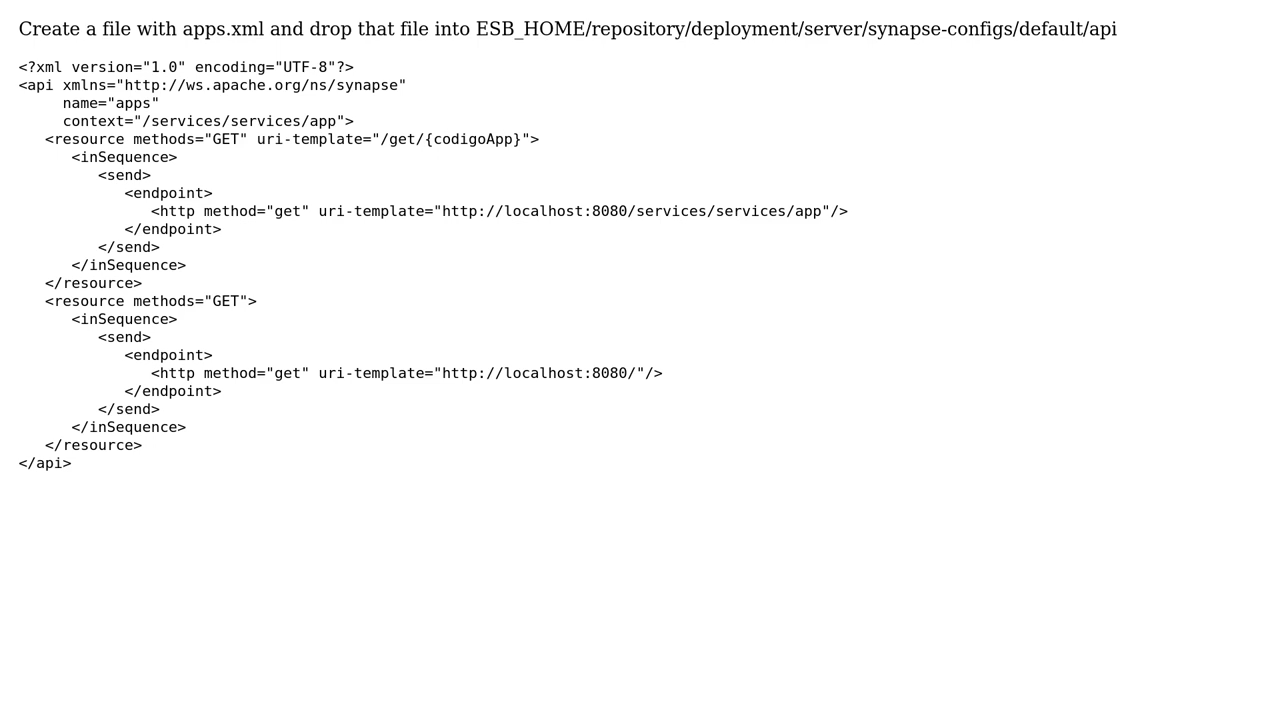 Create a file with apps.xml and drop that file into ESB_HOME/repository/deployment/server/synapse-configs/default/api
<?xml version="1.0" encoding="UTF-8"?>
<api xmlns="http://ws.apache.org/ns/synapse"
     name="apps"
     context="/services/services/app">
   <resource methods="GET" uri-template="/get/{codigoApp}">
      <inSequence>
         <send>
            <endpoint>
               <http method="get" uri-template="http://localhost:8080/services/services/app"/>
            </endpoint>
         </send>
      </inSequence>
   </resource>
   <resource methods="GET">
      <inSequence>
         <send>
            <endpoint>
               <http method="get" uri-template="http://localhost:8080/"/>
            </endpoint>
         </send>
      </inSequence>
   </resource>
</api>